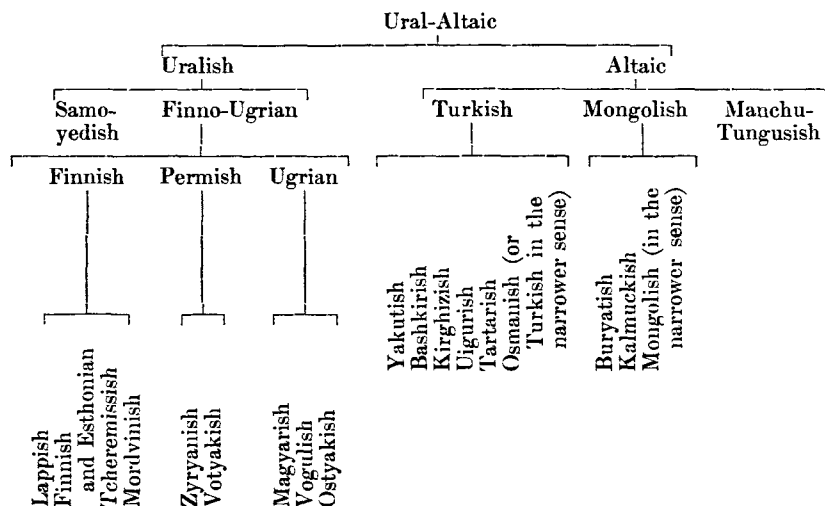 Ural-Altaic
Uralish
Altaic
Samo-
yedish
Finno-Ugrian
Turkish
Mongolish
Manchu-
Tungusish
Finnish
Permish
Ugrian
Lappish
Finnish
and Esthonian
Tcheremissish
Mordvinish
Zyryanish
Votyakish
Magyarish
Vogulish
Ostyakish
Yakutish
Bashkirish
Kirghizish
Uigurish
Tartarish
Osmanish (or
Turkish in the
narrower sense)
Buryatish
Kalmuckish
Mongolish (in the
narrower sense)